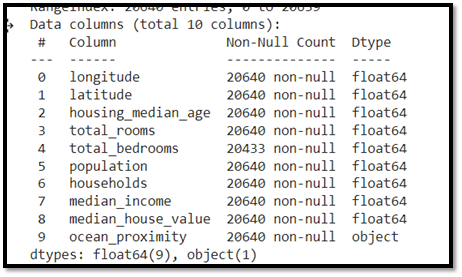 RangeIndex: 20640 entries, 0 to 20639
Data columns (total 10 columns):
 #   Column              Non-Null Count  Dtype
---  ------              --------------  -----
 0   longitude           20640 non-null  float64
 1   latitude            20640 non-null  float64
 2   housing_median_age  20640 non-null  float64
 3   total_rooms         20640 non-null  float64
 4   total_bedrooms      20433 non-null  float64
 5   population          20640 non-null  float64
 6   households          20640 non-null  float64
 7   median_income       20640 non-null  float64
 8   median_house_value  20640 non-null  float64
 9   ocean_proximity     20640 non-null  object
dtypes: float64(9), object(1)